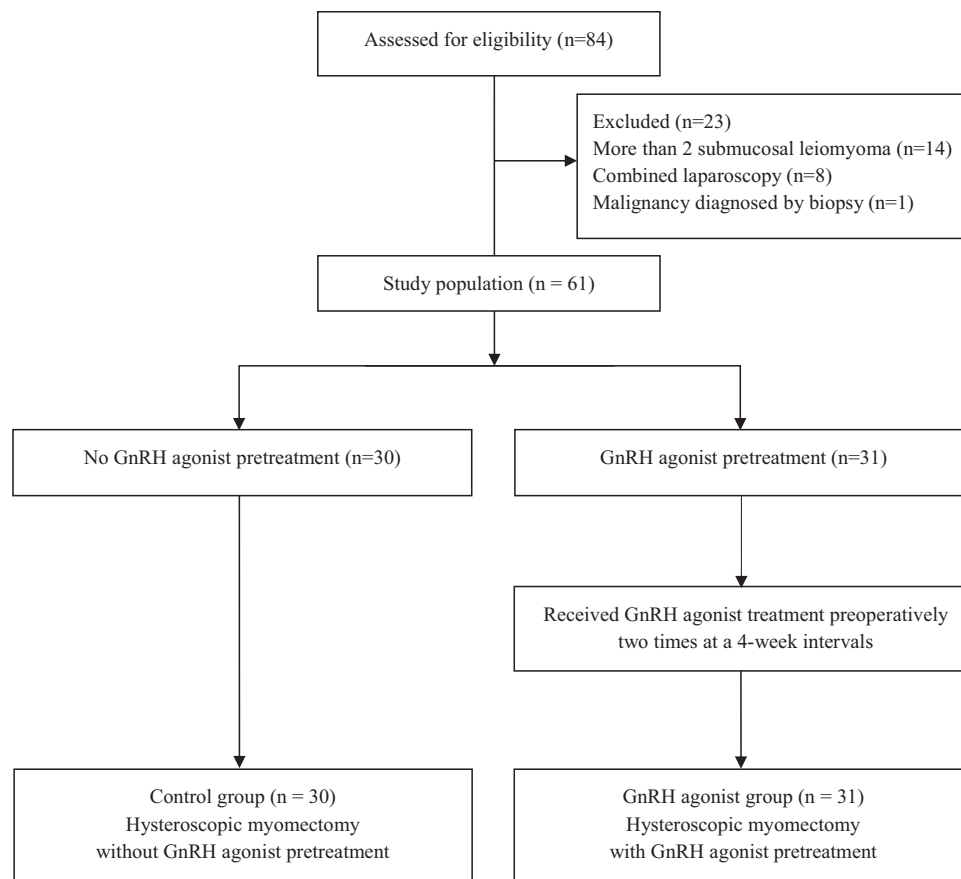 Assessed for eligibility (n=84)
Excluded (n=23)
More than 2 submucosal leiomyoma (n=14)
Combined laparoscopy (n=8)
Malignancy diagnosed by biopsy (n=1)
Study population (n = 61)
No GnRH agonist pretreatment (n=30)
GnRH agonist pretreatment (n=31)
Received GnRH agonist treatment preoperatively
two times at a 4-week intervals
Control group (n = 30)
Hysteroscopic myomectomy
without GnRH agonist pretreatment
GnRH agonist group (n = 31)
Hysteroscopic myomectomy
with GnRH agonist pretreatment